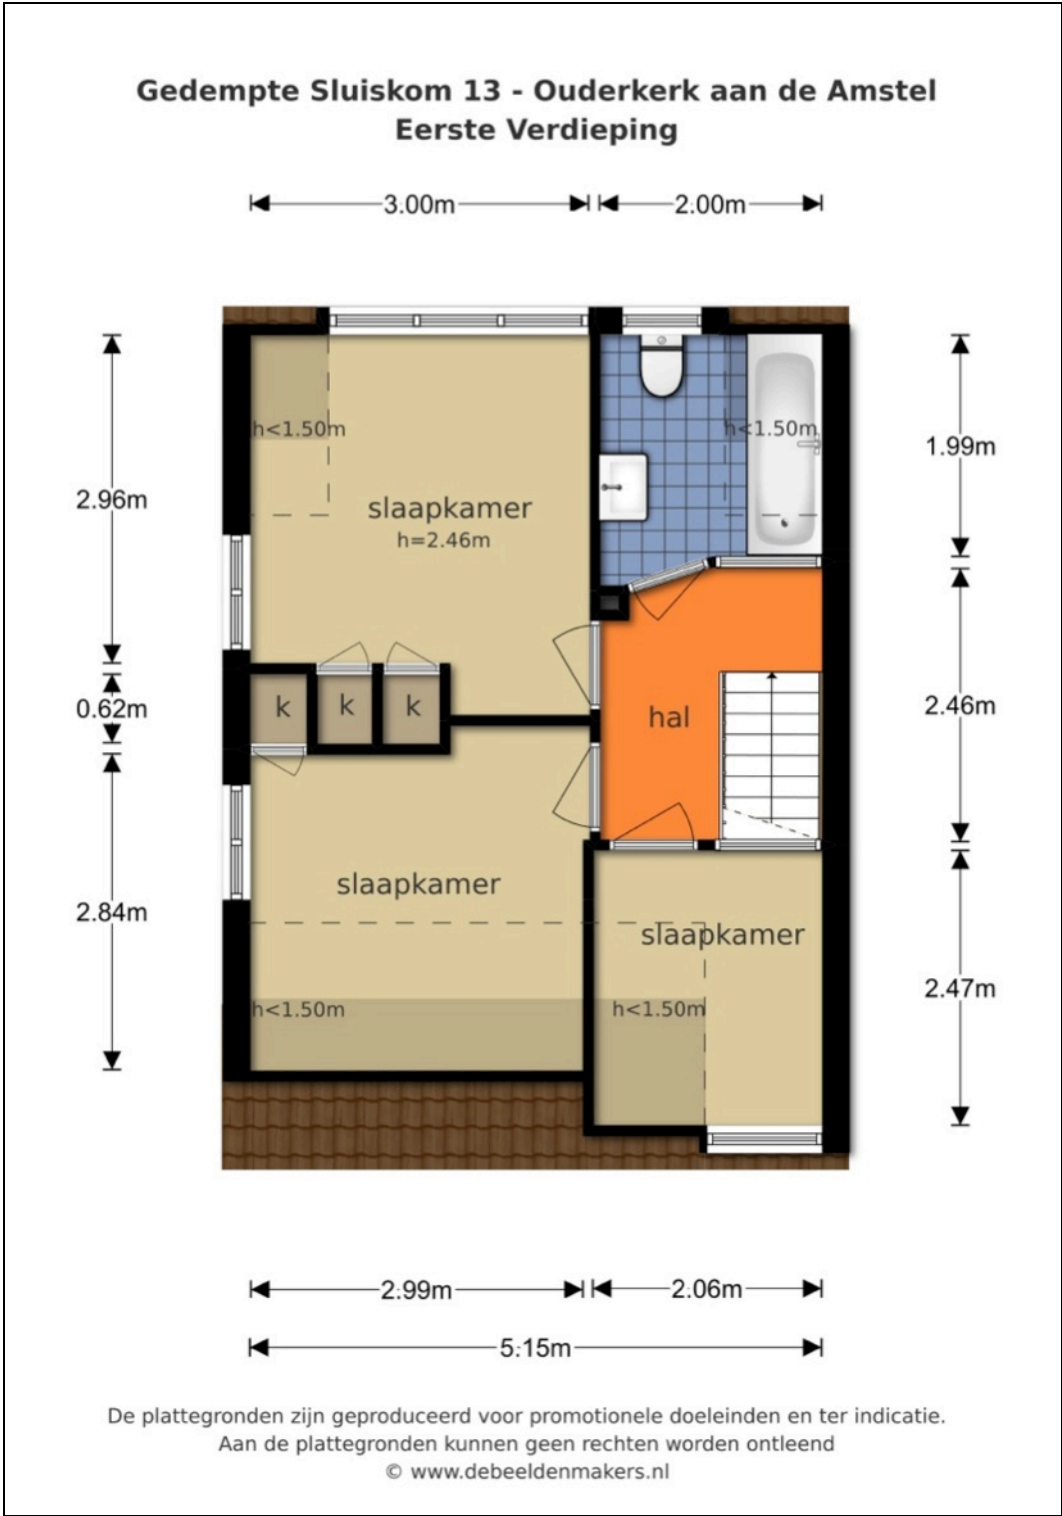 Gedempte Sluiskom 13 - Ouderkerk aan de Amstel
Eerste Verdieping
3.00m
2.00m
h<1.50m
h<1.50m
1.99m
2.96m
slaapkamer
h=2.46m
k
k
k
0.62m
hal
2.46m
slaapkamer
2.84m
slaapkamer
h<1.50m
h<1.50m
2.47m
2.99m
2.06m
5.15m
De plattegronden zijn geproduceerd voor promotionele doeleinden en ter indicatie.
Aan de plattegronden kunnen geen rechten worden ontleend
© www.debeeldenmakers.nl